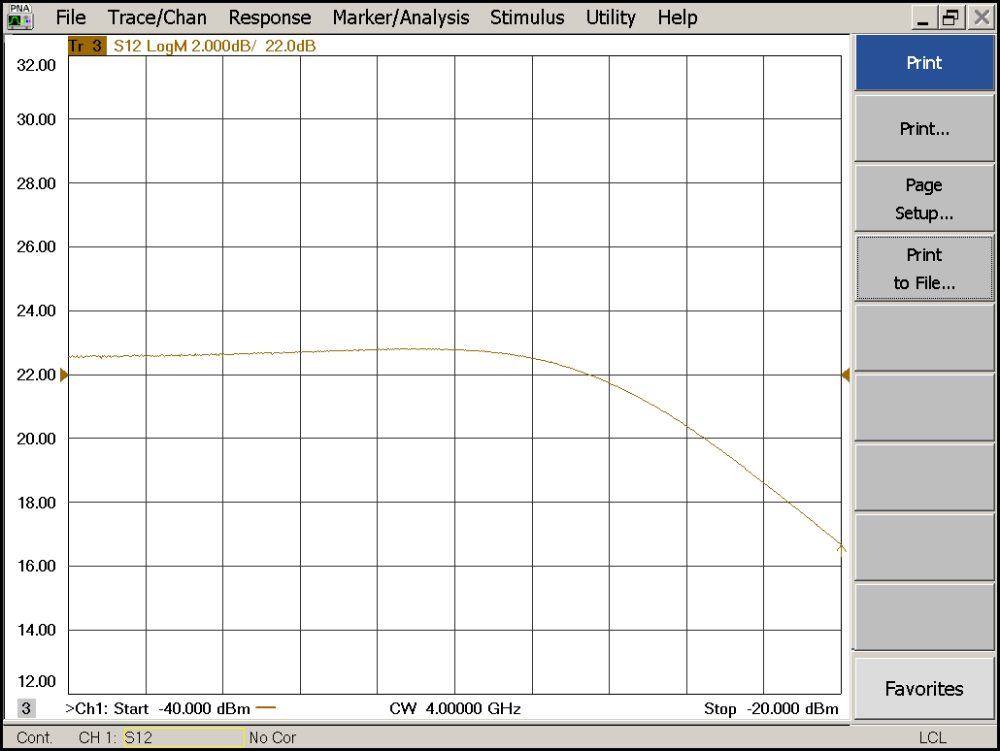 PNA
File Trace/Chan Response Marker/Analysis Stimulus Utility Help
Tr 3 S12 LogM 2.000dB/ 22.0dB
32.00
30.00
28.00
26.00
24.00
22.00
20.00
18.00
16.00
14.00
12.00
3 >Ch1: Start -40.000 dBm CW 4.00000 GHz Stop -20.000 dBm
Print
Print...
Page
Setup...
Print
to File...
Favorites
Cont. CH 1: S12 No Cor LCL